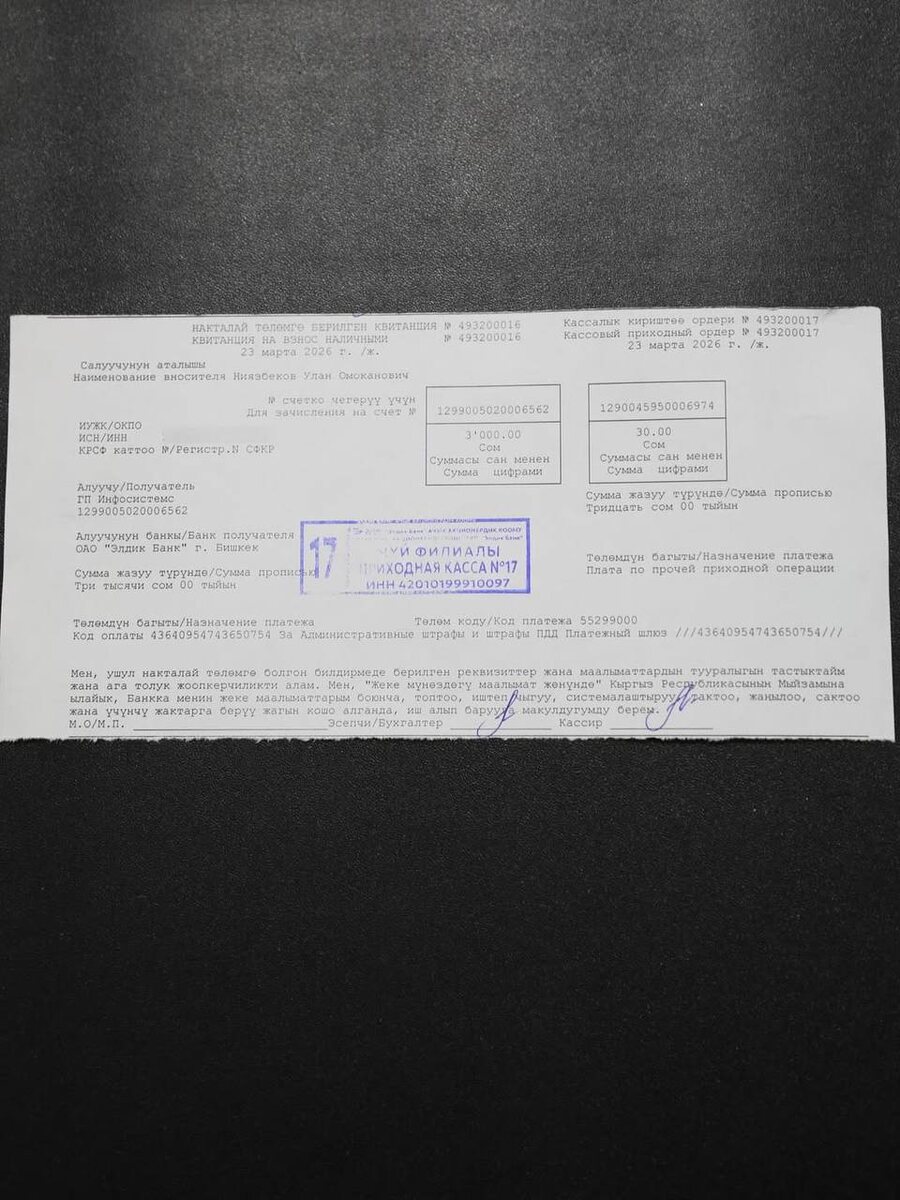 НАКТАЛАЙ ТӨЛӨМГӨ БЕРИЛГЕН КВИТАНЦИЯ № 493200016
КВИТАНЦИЯ НА ВЗНОС НАЛИЧНЫМИ № 493200016
23 марта 2026 г. /ж.
Кассалык кириштөө ордери № 493200017
Кассовый приходный ордер № 493200017
23 марта 2026 г. /ж.
Салуучунун аталышы
Наименование вносителя Ниязбеков Улан Омоканович
№ счетко чегерүү үчүн
Для зачисления на счет №
1299005020006562
3'000.00
Сом
Суммасы сан менен
Сумма цифрами
1290045950006974
30.00
Сом
Суммасы сан менен
Сумма цифрами
ИУЖК/ОКПО
ИСН/ИНН
КРСФ каттоо №/Регистр.N СФКР
Алуучу/Получатель
ГП Инфосистемс
1299005020006562
Сумма жазуу түрүндө/Сумма прописью
Тридцать сом 00 тыйын
Алуучунун банкы/Банк получателя
ОАО "Элдик Банк" г. Бишкек
17
ЧУЙ ФИЛИАЛЫ
ПРИХОДНАЯ КАССА №17
ИНН 42010199910097
Төлөмдүн багыты/Назначение платежа
Плата по прочей приходной операции
Сумма жазуу түрүндө/Сумма прописью
Три тысячи сом 00 тыйын
Төлөмдүн багыты/Назначение платежа Төлөм коду/Код платежа 55299000
Код оплаты 43640954743650754 За Административные штрафы и штрафы ПДД Платежный шлюз ///43640954743650754///
Мен, ушул накталай төлөмгө болгон билдирмеде берилген реквизиттер жана маалыматтардын тууралыгын тастыктайм
жана ага толук жоопкерчиликти алам. Мен, "Жеке мүнөздөгү маалымат жөнүндө" Кыргыз Республикасынын Мыйзамына
ылайык, Банкка менин жеке маалыматтарым боюнча, топтоо, иштеп чыгуу, системалаштыруу, сактоо, жаңылоо, сактоо
жана үчүнчү жактарга берүү жагын кошо алганда, иш алып барууга макулдугумду берем.
М.О/М.П. Эсепчи/Бухгалтер Кассир